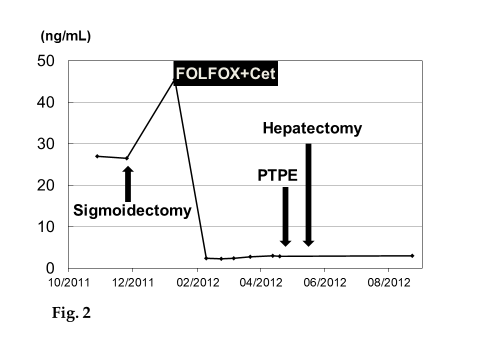 (ng/mL)
50
FOLFOX+Cet
40
Hepatectomy
30
PTPE
20
Sigmoidectomy
10
0
10/2011 12/2011 02/2012 04/2012 06/2012 08/2012
Fig. 2